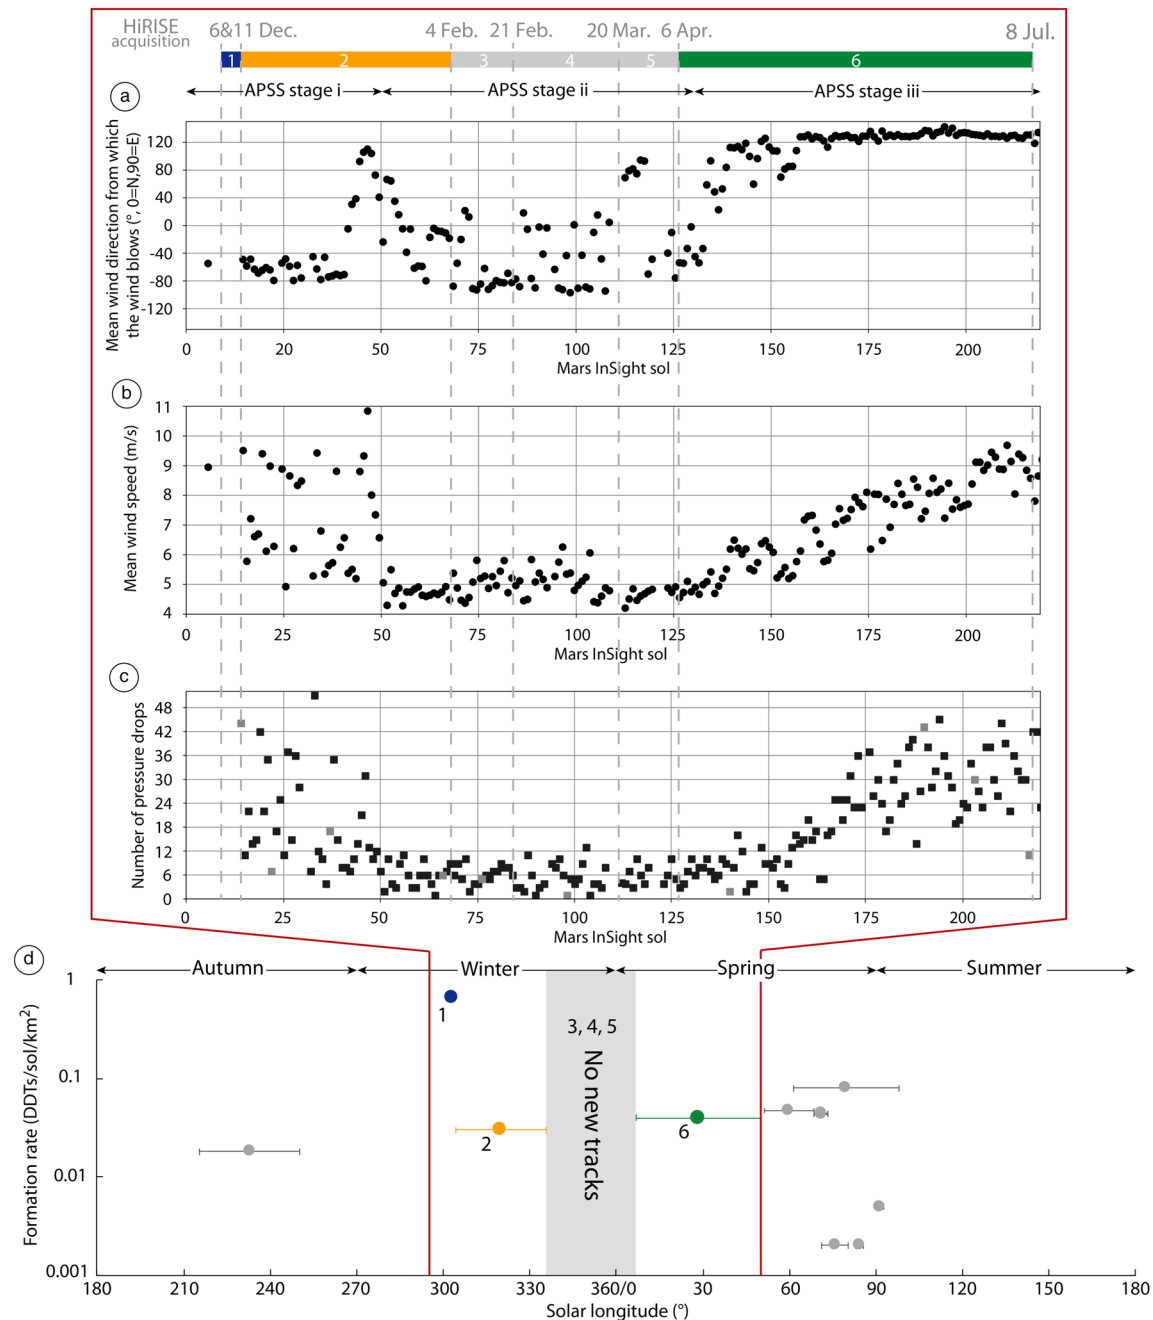 HiRISE
acquisition
6&11 Dec.
4 Feb.
21 Feb.
20 Mar.
6 Apr.
8 Jul.
1
2
3
4
5
6
APSS stage i
APSS stage ii
APSS stage iii
a
Mean wind direction from which
the wind blows (°, 0=N,90=E)
120
80
40
0
-40
-80
-120
0 25 50 75 100 125 150 175 200
Mars InSight sol
b
Mean wind speed (m/s)
11
10
9
8
7
6
5
4
0 25 50 75 100 125 150 175 200
Mars InSight sol
c
Number of pressure drops
48
42
36
30
24
18
12
6
0
0 25 50 75 100 125 150 175 200
Mars InSight sol
d
Autumn
Winter
Spring
Summer
Formation rate (DDTs/sol/km²)
1
0.1
0.01
0.001
1
2
3, 4, 5
No new tracks
6
180 210 240 270 300 330 360/0 30 60 90 120 150 180
Solar longitude (°)